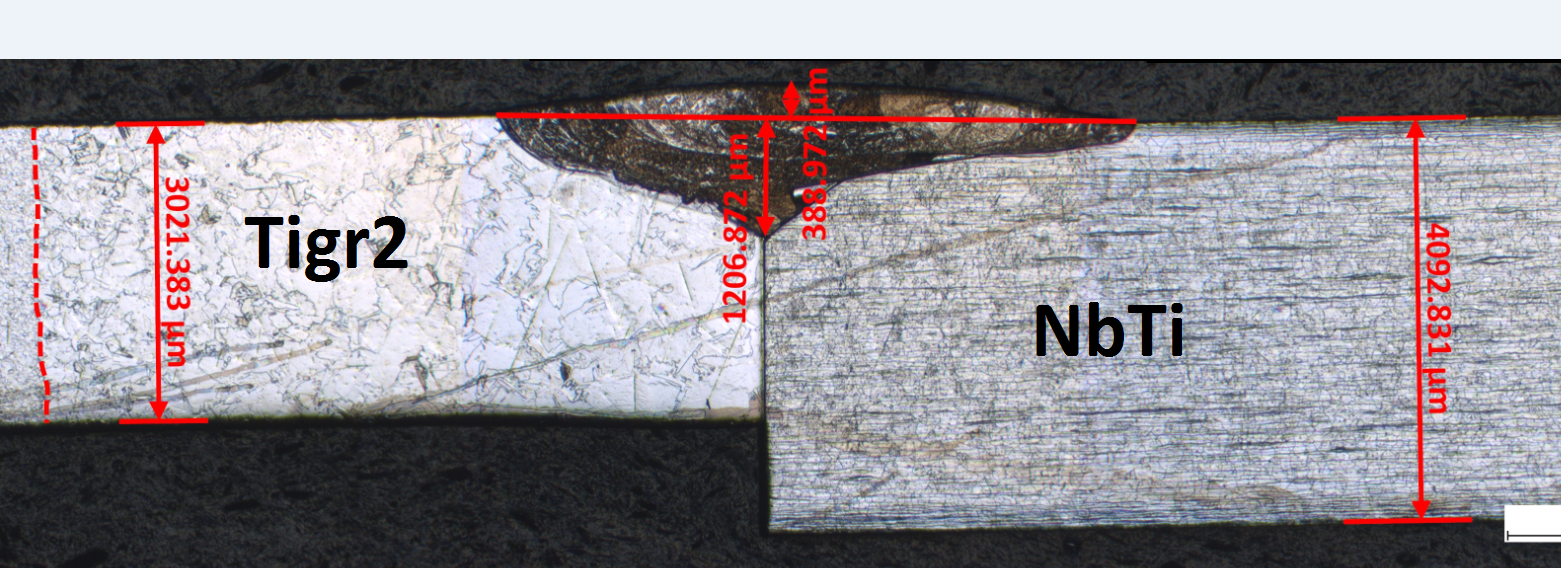 Tigr2
3021.383 µm
1206.872 µm
388.972 µm
NbTi
4092.831 µm